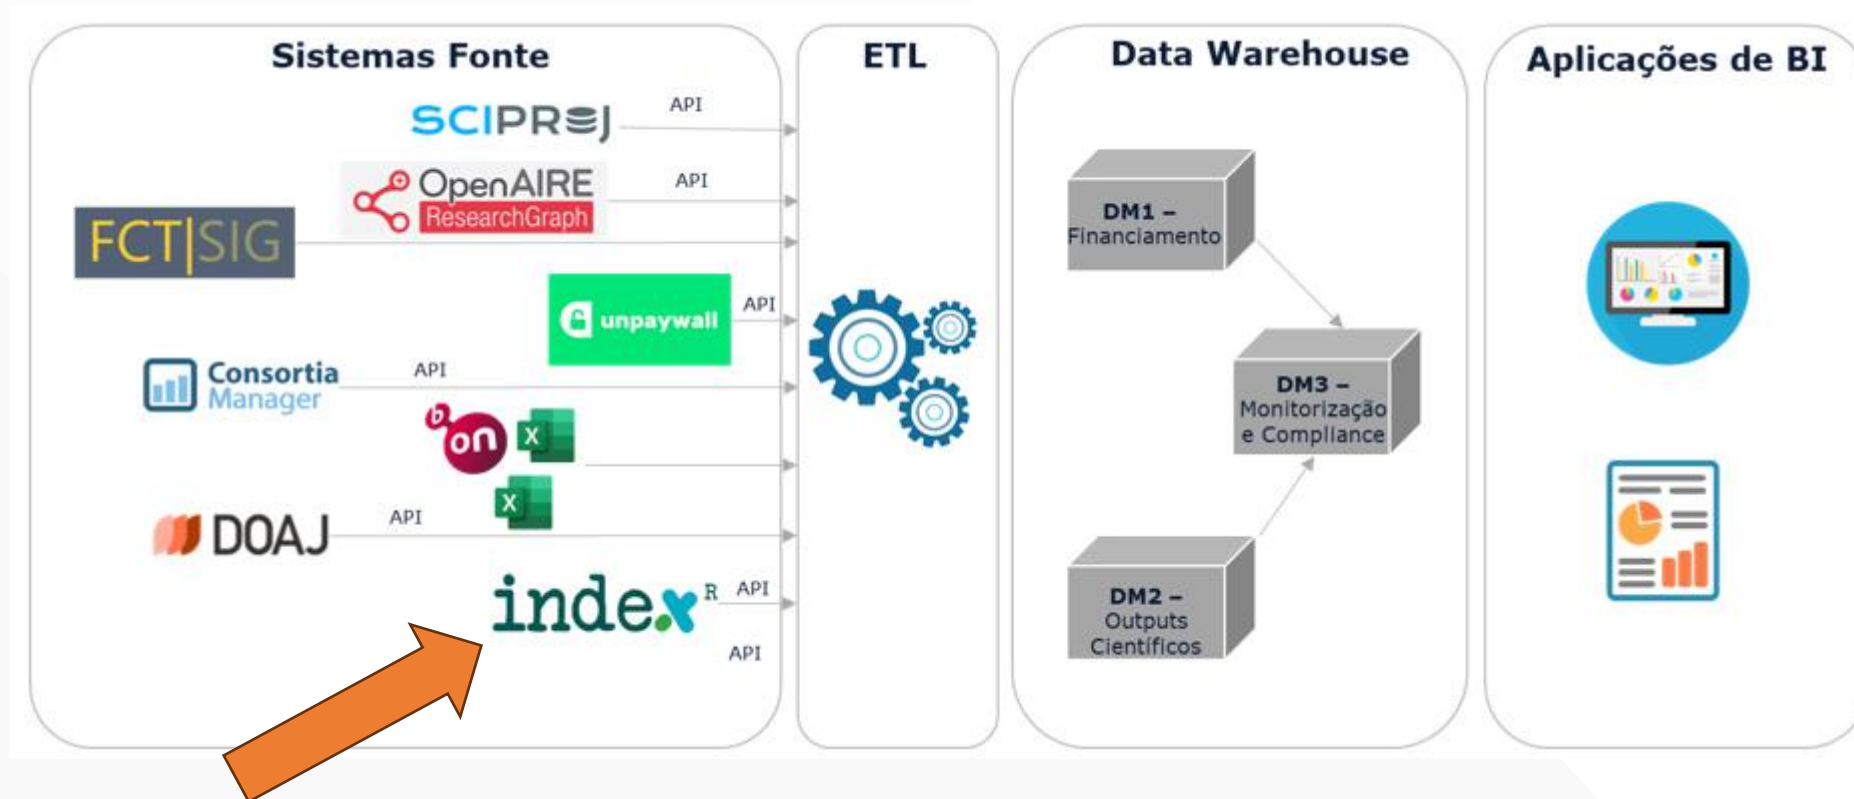 Sistemas Fonte
SCIPROJ
API
OpenAIRE
ResearchGraph
API
FCT|SIG
unpaywall
API
Consortia
Manager
API
b
on
X
X
DOAJ
API
index R
API
API
ETL
Data Warehouse
DM1 –
Financiamento
DM3 –
Monitorização
e Compliance
DM2 –
Outputs
Científicos
Aplicações de BI